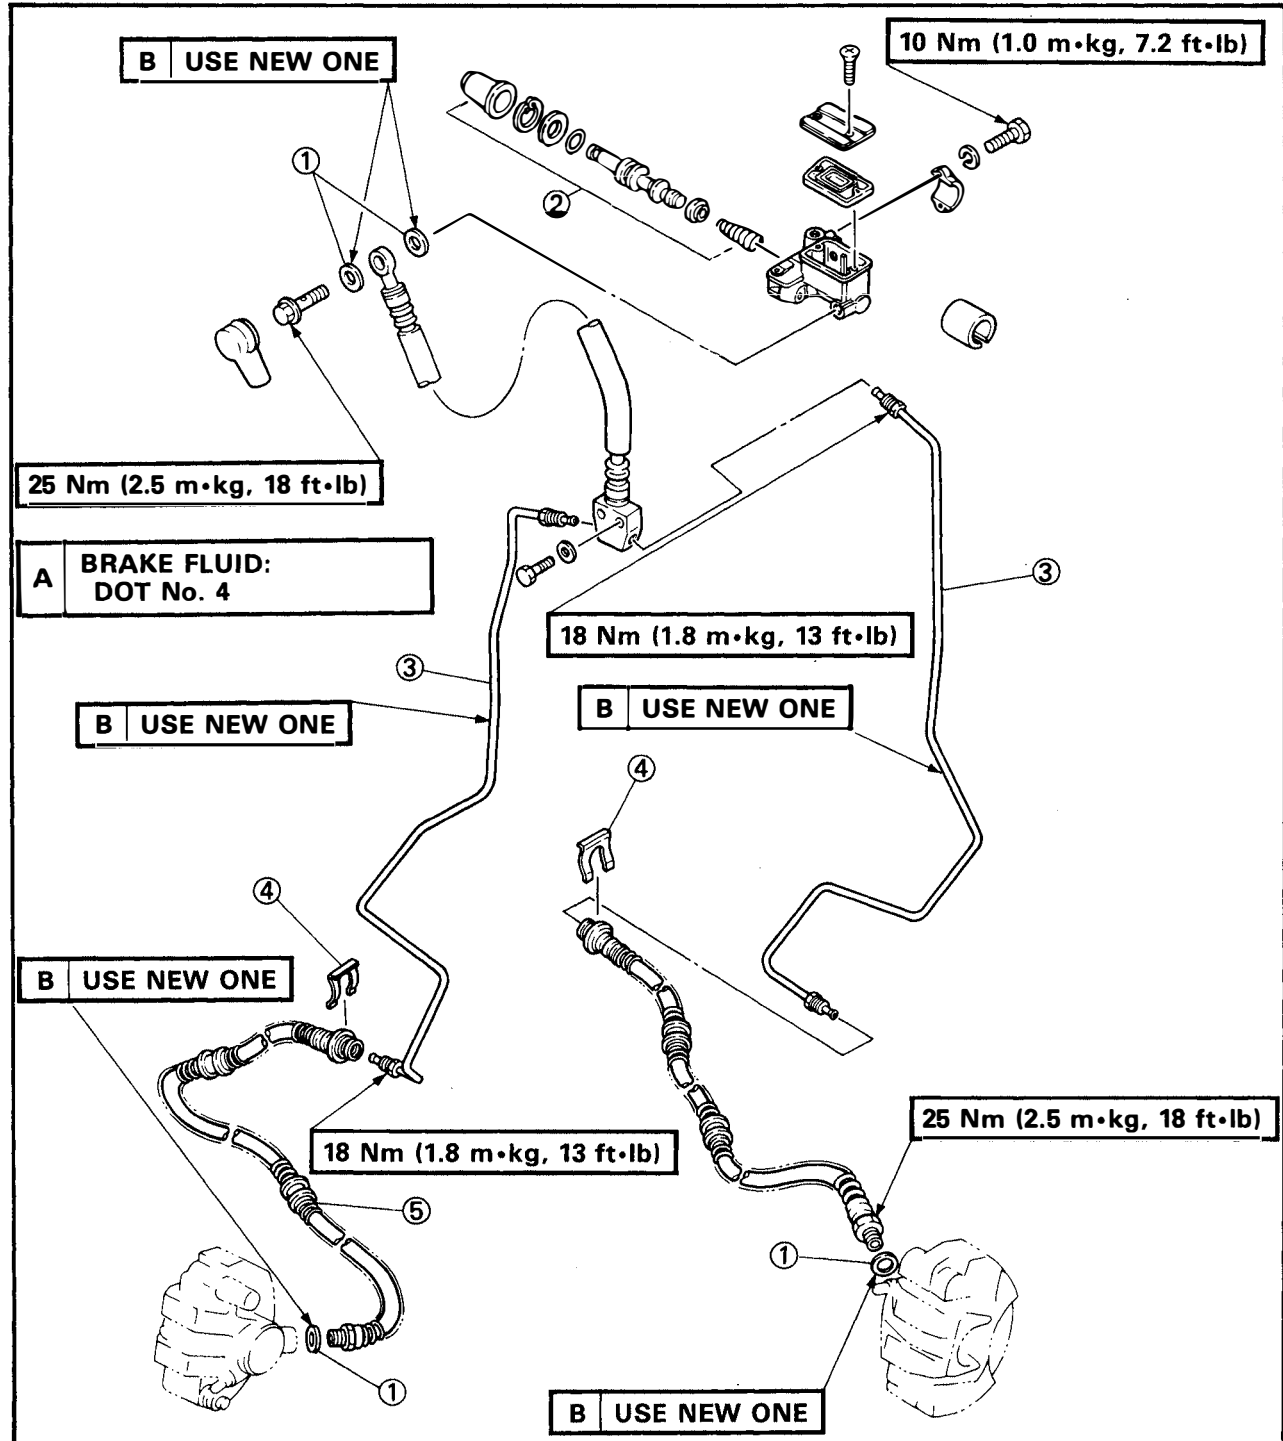 B USE NEW ONE
10 Nm (1.0 m•kg, 7.2 ft•lb)
①
②
25 Nm (2.5 m•kg, 18 ft•lb)
A BRAKE FLUID:
DOT No. 4
③
18 Nm (1.8 m•kg, 13 ft•lb)
③
B USE NEW ONE
B USE NEW ONE
④
④
B USE NEW ONE
25 Nm (2.5 m•kg, 18 ft•lb)
18 Nm (1.8 m•kg, 13 ft•lb)
⑤
①
①
B USE NEW ONE